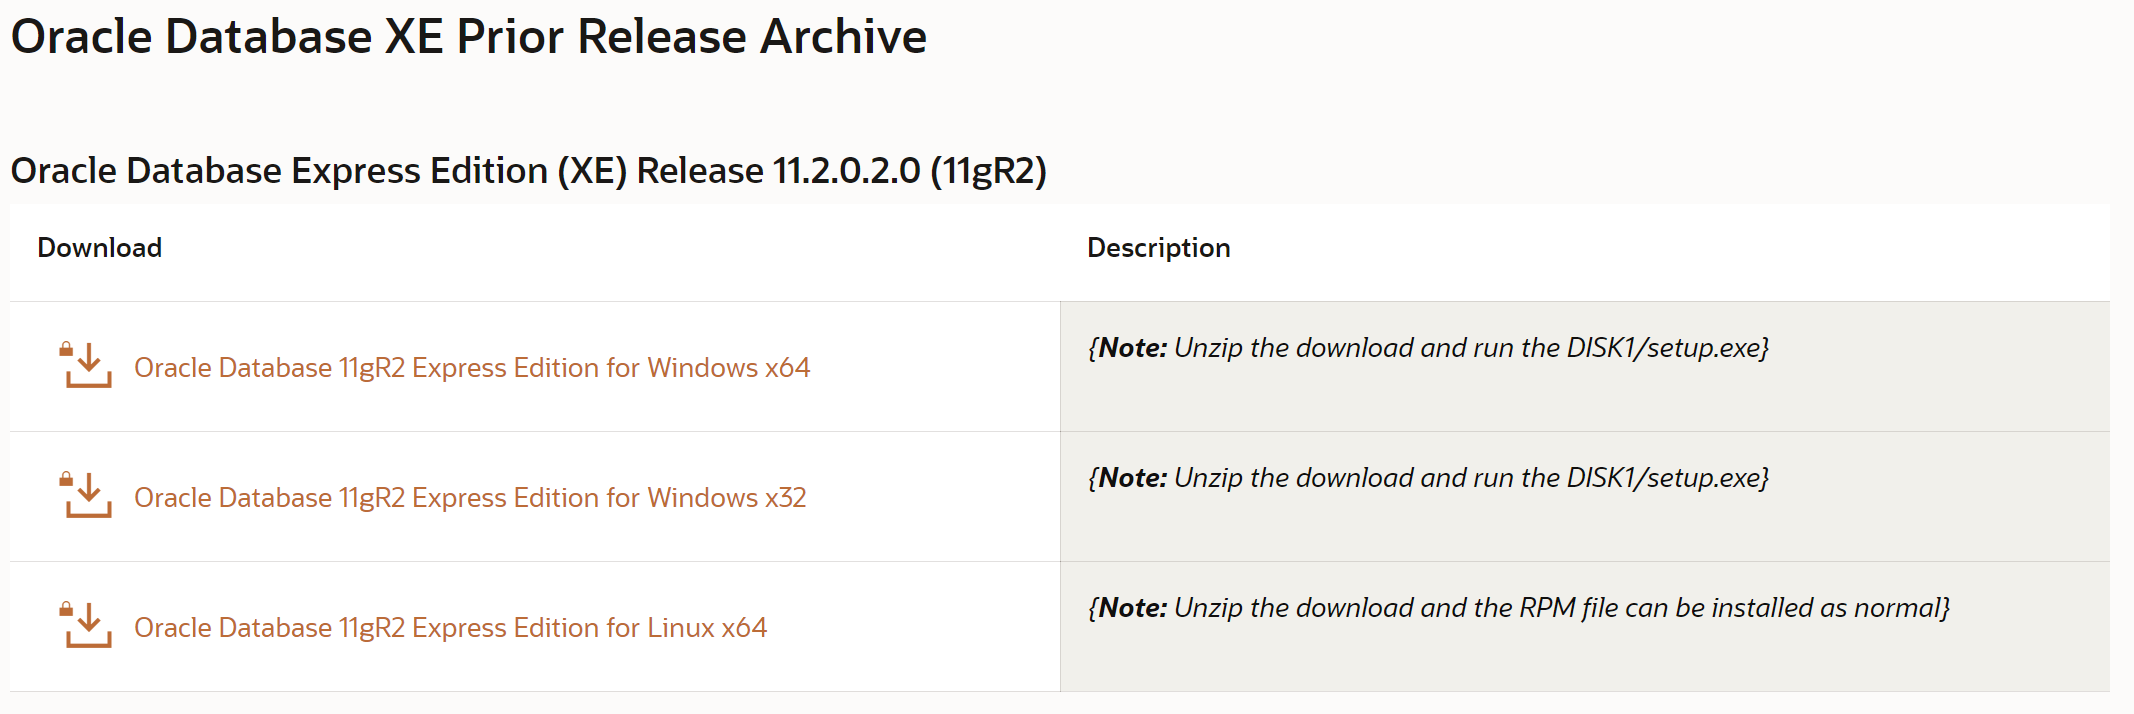 Oracle Database XE Prior Release Archive
Oracle Database Express Edition (XE) Release 11.2.0.2.0 (11gR2)
Download
Description
Oracle Database 11gR2 Express Edition for Windows x64
{Note: Unzip the download and run the DISK1/setup.exe}
Oracle Database 11gR2 Express Edition for Windows x32
{Note: Unzip the download and run the DISK1/setup.exe}
Oracle Database 11gR2 Express Edition for Linux x64
{Note: Unzip the download and the RPM file can be installed as normal}